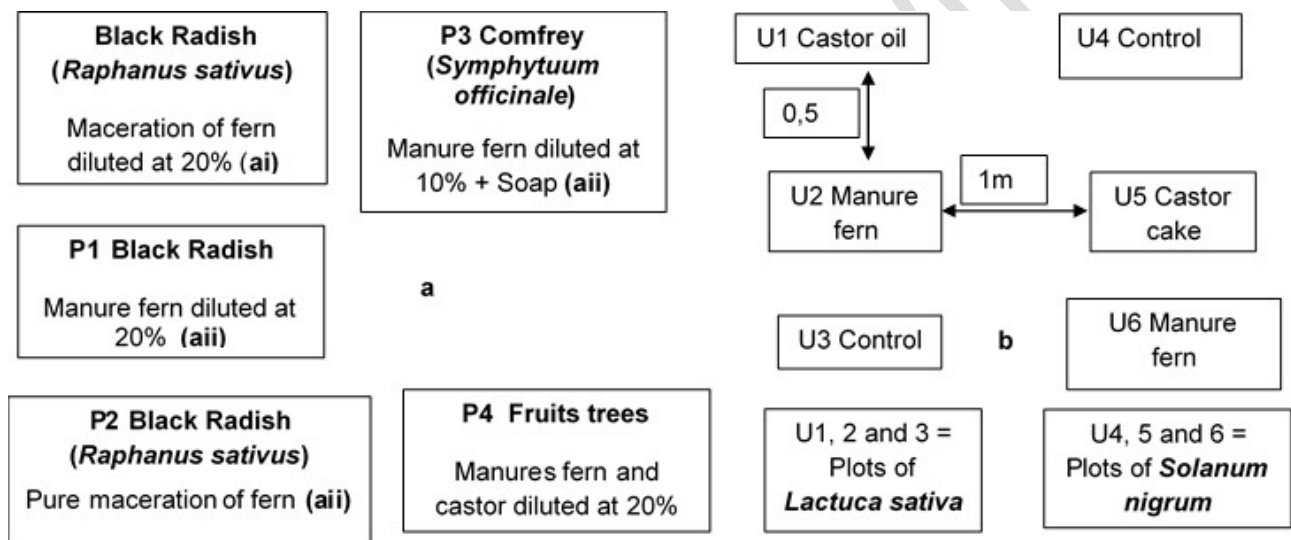 Black Radish
(Raphanus sativus)
Maceration of fern
diluted at 20% (ai)
P3 Comfrey
(Symphytuum
officinale)
Manure fern diluted at
10% + Soap (aii)
P1 Black Radish
Manure fern diluted at
20% (aii)
a
P2 Black Radish
(Raphanus sativus)
Pure maceration of fern (aii)
P4 Fruits trees
Manures fern and
castor diluted at 20%
U1 Castor oil
U4 Control
0,5
U2 Manure
fern
1m
U5 Castor
cake
U3 Control
b
U6 Manure
fern
U1, 2 and 3 =
Plots of
Lactuca sativa
U4, 5 and 6 =
Plots of Solanum
nigrum